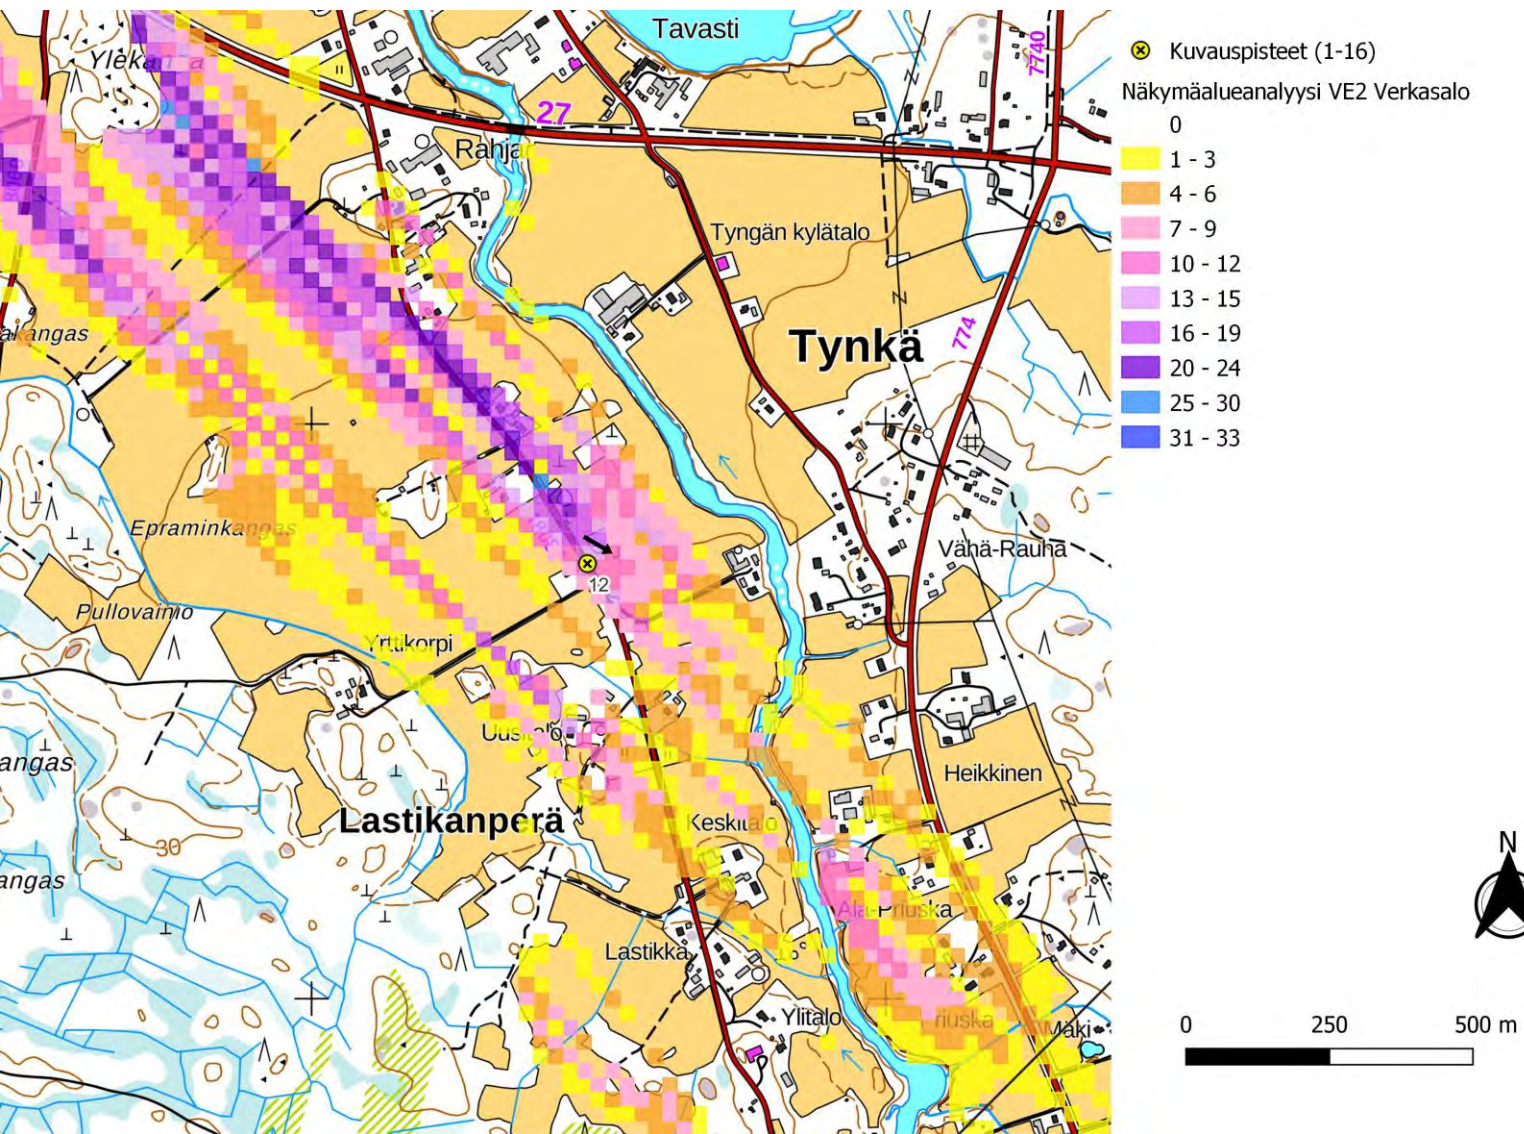 Tavasti
7740
Kuvauspisteet (1-16)
Näkymäalueanalyysi VE2 Verkasalo
0
1 - 3
4 - 6
7 - 9
10 - 12
13 - 15
16 - 19
20 - 24
25 - 30
31 - 33
27
Rahja
Tyngän kylätalo
Tynkä
774
akangas
Epraminkangas
Vähä-Rauha
12
Pullovainio
Yrttikorpi
Uusitalo
angas
Heikkinen
Lastikanperä
Keskitalo
30
angas
Ala-Priuska
Lastikka
Ylitalo
riuska
Mäki
N
0 250 500 m